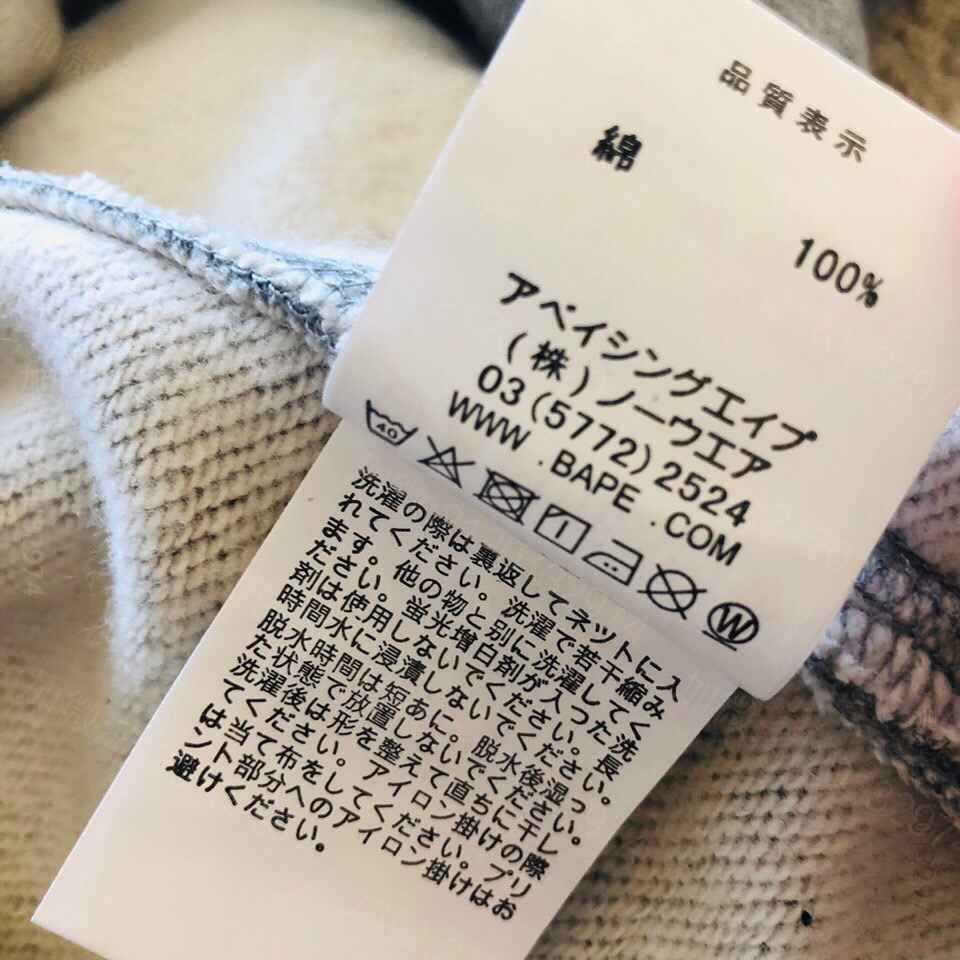 品質表示
綿
100%
アベイシングエイプ
(株)ノーウエア
03(5772)2524
WWW.BAPE.COM
40
W
洗濯の際は裏返してネットに入
れてください。洗濯で若干縮み
ます。他の物と別に洗濯してく
ださい。蛍光増白剤が入った洗
剤は使用しないでください。長
時間水に浸漬しないでください。
脱水時間は短あに。脱水後湿っ
た状態で放置しないでください。
洗濯後は形を整えて直ちに干し
てください。アイロン掛けの際
は当て布をしてください。プリ
ント部分へのアイロン掛けはお
避けください。